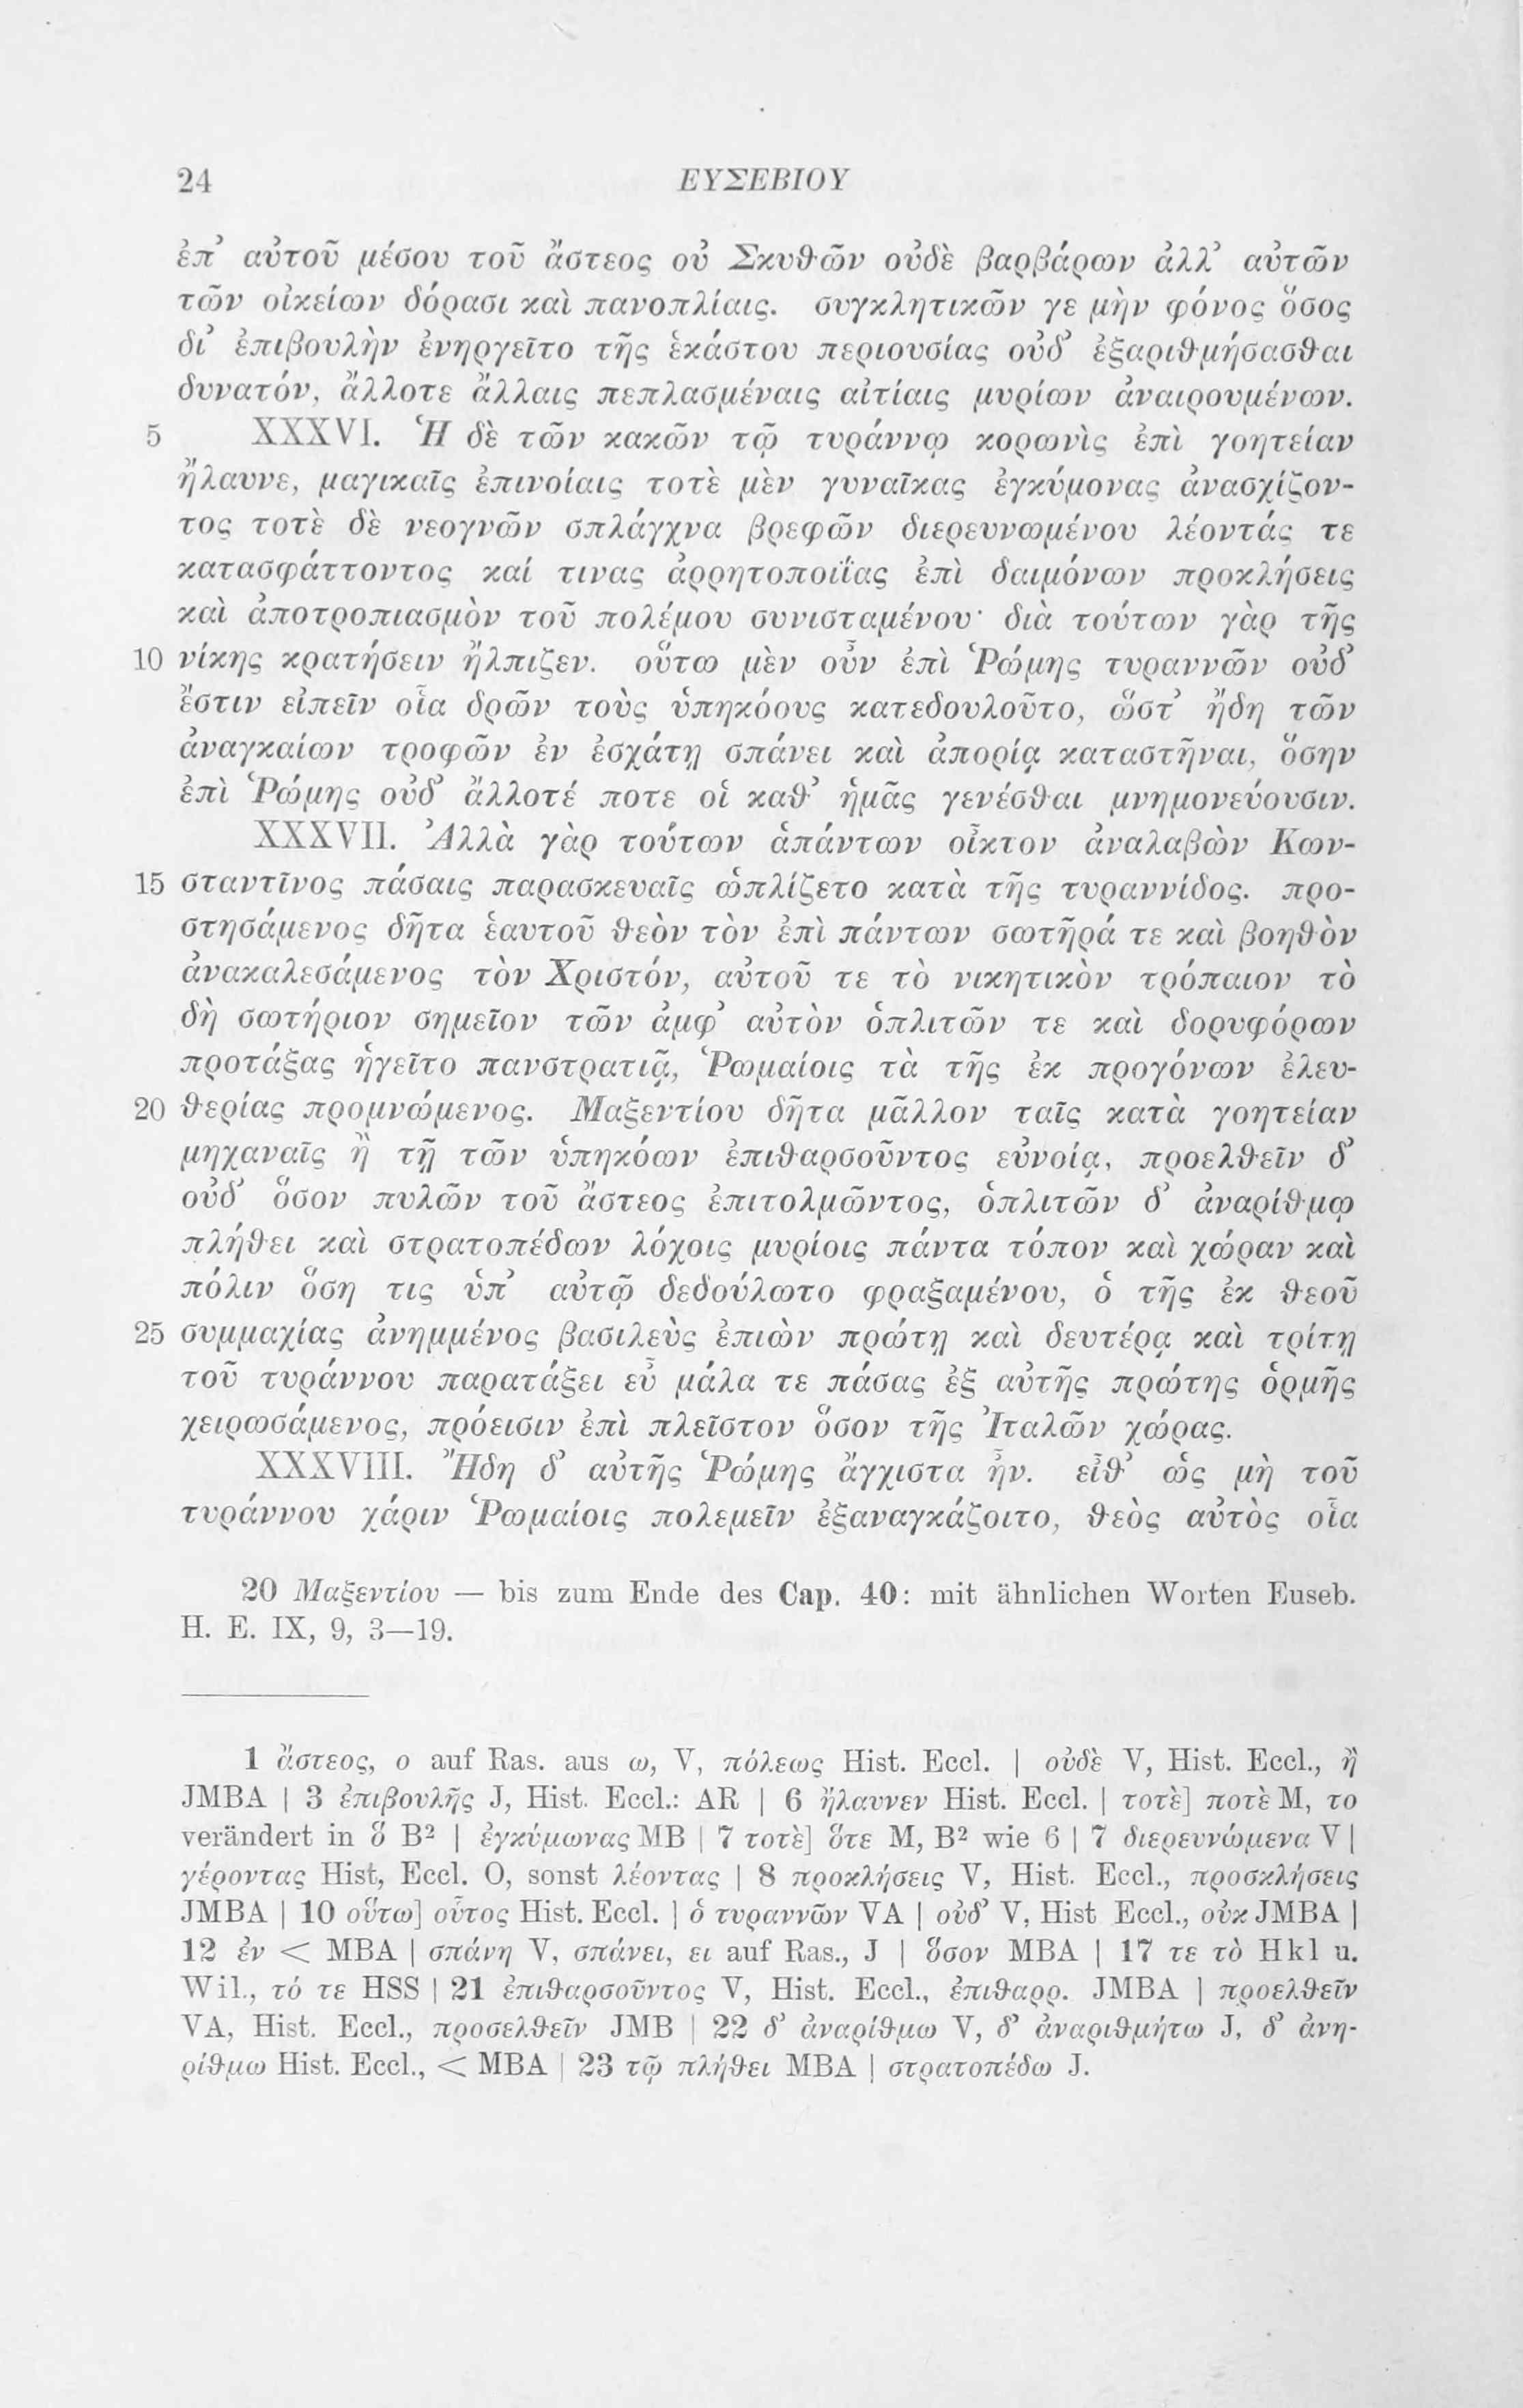 24 ΕΥΣΕΒΙΟΥ
ἐπ’ αὐτοῦ μέσου τοῦ ἄστεος οὐ Σκυθῶν οὐδὲ βαρβάρων ἀλλ’ αὐτῶν
τῶν οἰκείων δόρασι καὶ πανοπλίαις. συγκλητικῶν γε μὴν φόνος ὅσος
δι’ ἐπιβουλὴν ἐνηργεῖτο τῆς ἑκάστου περιουσίας οὐδ’ ἐξαριθμήσασθαι
δυνατόν, ἄλλοτε ἄλλαις πεπλασμέναις αἰτίαις μυρίων ἀναιρουμένων.
5 XXXVI. Ἡ δὲ τῶν κακῶν τῷ τυράννῳ κορωνὶς ἐπὶ γοητείαν
ἤλαυνε, μαγικαῖς ἐπινοίαις τοτὲ μὲν γυναῖκας ἐγκύμονας ἀνασχίζον-
τος τοτὲ δὲ νεογνῶν σπλάγχνα βρεφῶν διερευνωμένου λέοντάς τε
κατασφάττοντος καί τινας ἀρρητοποιΐας ἐπὶ δαιμόνων προκλήσεις
καὶ ἀποτροπιασμὸν τοῦ πολέμου συνισταμένου· διὰ τούτων γὰρ τῆς
10 νίκης κρατήσειν ἤλπιζεν. οὕτω μὲν οὖν ἐπὶ Ῥώμης τυραννῶν οὐδ’
ἔστιν εἰπεῖν οἷα δρῶν τοὺς ὑπηκόους κατεδουλοῦτο, ὥστ’ ἤδη τῶν
ἀναγκαίων τροφῶν ἐν ἐσχάτῃ σπάνει καὶ ἀπορίᾳ καταστῆναι, ὅσην
ἐπὶ Ῥώμης οὐδ’ ἄλλοτέ ποτε οἱ καθ’ ἡμᾶς γενέσθαι μνημονεύουσιν.
XXXVII. Ἀλλὰ γὰρ τούτων ἁπάντων οἶκτον ἀναλαβὼν Κων-
15 σταντῖνος πάσαις παρασκευαῖς ὡπλίζετο κατὰ τῆς τυραννίδος. προ-
στησάμενος δῆτα ἑαυτοῦ θεὸν τὸν ἐπὶ πάντων σωτῆρά τε καὶ βοηθὸν
ἀνακαλεσάμενος τὸν Χριστόν, αὐτοῦ τε τὸ νικητικὸν τρόπαιον τὸ
δὴ σωτήριον σημεῖον τῶν ἀμφ’ αὐτὸν ὁπλιτῶν τε καὶ δορυφόρων
προτάξας ἡγεῖτο πανστρατιᾷ, Ῥωμαίοις τὰ τῆς ἐκ προγόνων ἐλευ-
20 θερίας προμνώμενος. Μαξεντίου δῆτα μᾶλλον ταῖς κατὰ γοητείαν
μηχαναῖς ἢ τῇ τῶν ὑπηκόων ἐπιθαρσοῦντος εὐνοίᾳ, προελθεῖν δ’
οὐδ’ ὅσον πυλῶν τοῦ ἄστεος ἐπιτολμῶντος, ὁπλιτῶν δ’ ἀναρίθμῳ
πλήθει καὶ στρατοπέδων λόχοις μυρίοις πάντα τόπον καὶ χώραν καὶ
πόλιν ὅση τις ὑπ’ αὐτῷ δεδούλωτο φραξαμένου, ὁ τῆς ἐκ θεοῦ
25 συμμαχίας ἀνημμένος βασιλεὺς ἐπιὼν πρώτῃ καὶ δευτέρᾳ καὶ τρίτῃ
τοῦ τυράννου παρατάξει εὖ μάλα τε πάσας ἐξ αὐτῆς πρώτης ὁρμῆς
χειρωσάμενος, πρόεισιν ἐπὶ πλεῖστον ὅσον τῆς Ἰταλῶν χώρας.
XXXVIII. Ἤδη δ’ αὐτῆς Ῥώμης ἄγχιστα ἦν. εἶθ’ ὡς μὴ τοῦ
τυράννου χάριν Ῥωμαίοις πολεμεῖν ἐξαναγκάζοιτο, θεὸς αὐτὸς οἷα
20 Μαξεντίου — bis zum Ende des Cap. 40: mit ähnlichen Worten Euseb.
H. E. IX, 9, 3—19.
1 ἄστεος, ο auf Ras. aus ω, V, πόλεως Hist. Eccl. | οὐδὲ V, Hist. Eccl., ἢ
JMBA | 3 ἐπιβουλῆς J, Hist. Eccl.: AR | 6 ἤλαυνεν Hist. Eccl. | τοτὲ] ποτὲ M, το
verändert in ὅ B² | ἐγκύμωνας MB | 7 τοτὲ] ὅτε M, B² wie 6 | 7 διερευνώμενα V |
γέροντας Hist, Eccl. O, sonst λέοντας | 8 προκλήσεις V, Hist. Eccl., προσκλήσεις
JMBA | 10 οὕτω] οὗτος Hist. Eccl. | ὁ τυραννῶν VA | οὐδ’ V, Hist Eccl., οὐκ JMBA |
12 ἐν < MBA | σπάνη V, σπάνει, ει auf Ras., J | ὅσον MBA | 17 τε τὸ Hkl u.
Wil., τό τε HSS | 21 ἐπιθαρσοῦντος V, Hist. Eccl., ἐπιθαρρ. JMBA | προελθεῖν
VA, Hist. Eccl., προσελθεῖν JMB | 22 δ’ ἀναρίθμω V, δ’ ἀναριθμήτω J, δ’ ἀνη-
ρίθμω Hist. Eccl., < MBA | 23 τῷ πλήθει MBA | στρατοπέδω J.